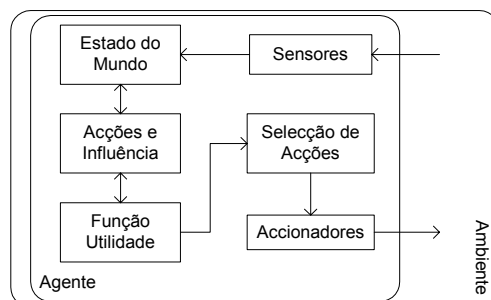 Estado do
Mundo
Sensores
Acções e
Influência
Selecção de
Acções
Função
Utilidade
Accionadores
Agente
Ambiente